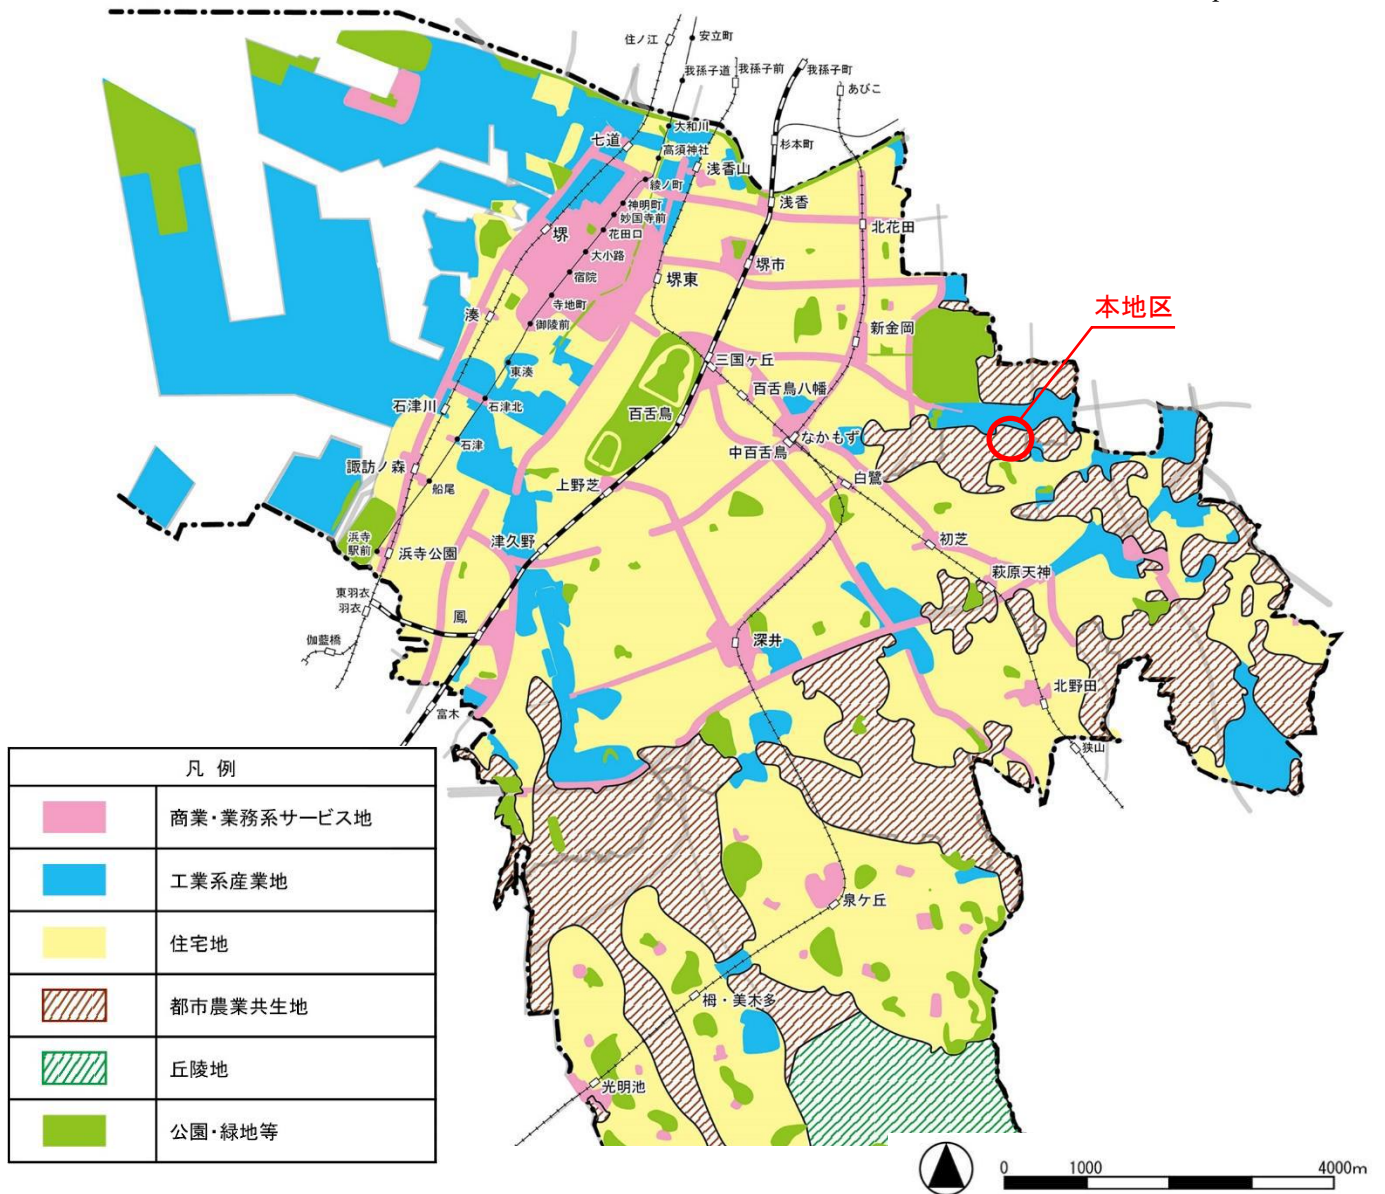 住ノ江
安立町
我孫子道
我孫子前
我孫子町
あびこ
大和川
七道
高須神社
杉本町
浅香山
綾ノ町
神明町
妙国寺前
浅香
花田口
北花田
堺
大小路
堺市
宿院
堺東
寺地町
本地区
湊
御陵前
新金岡
三国ヶ丘
東湊
百舌鳥八幡
石津川
石津北
百舌鳥
なかもず
石津
中百舌鳥
諏訪ノ森
船尾
上野芝
白鷺
浜寺
駅前
浜寺公園
津久野
初芝
萩原天神
東羽衣
羽衣
鳳
伽藍橋
深井
北野田
富木
狭山
凡 例
商業・業務系サービス地
工業系産業地
住宅地
都市農業共生地
丘陵地
公園・緑地等
泉ケ丘
栂・美木多
光明池
0 1000 4000m